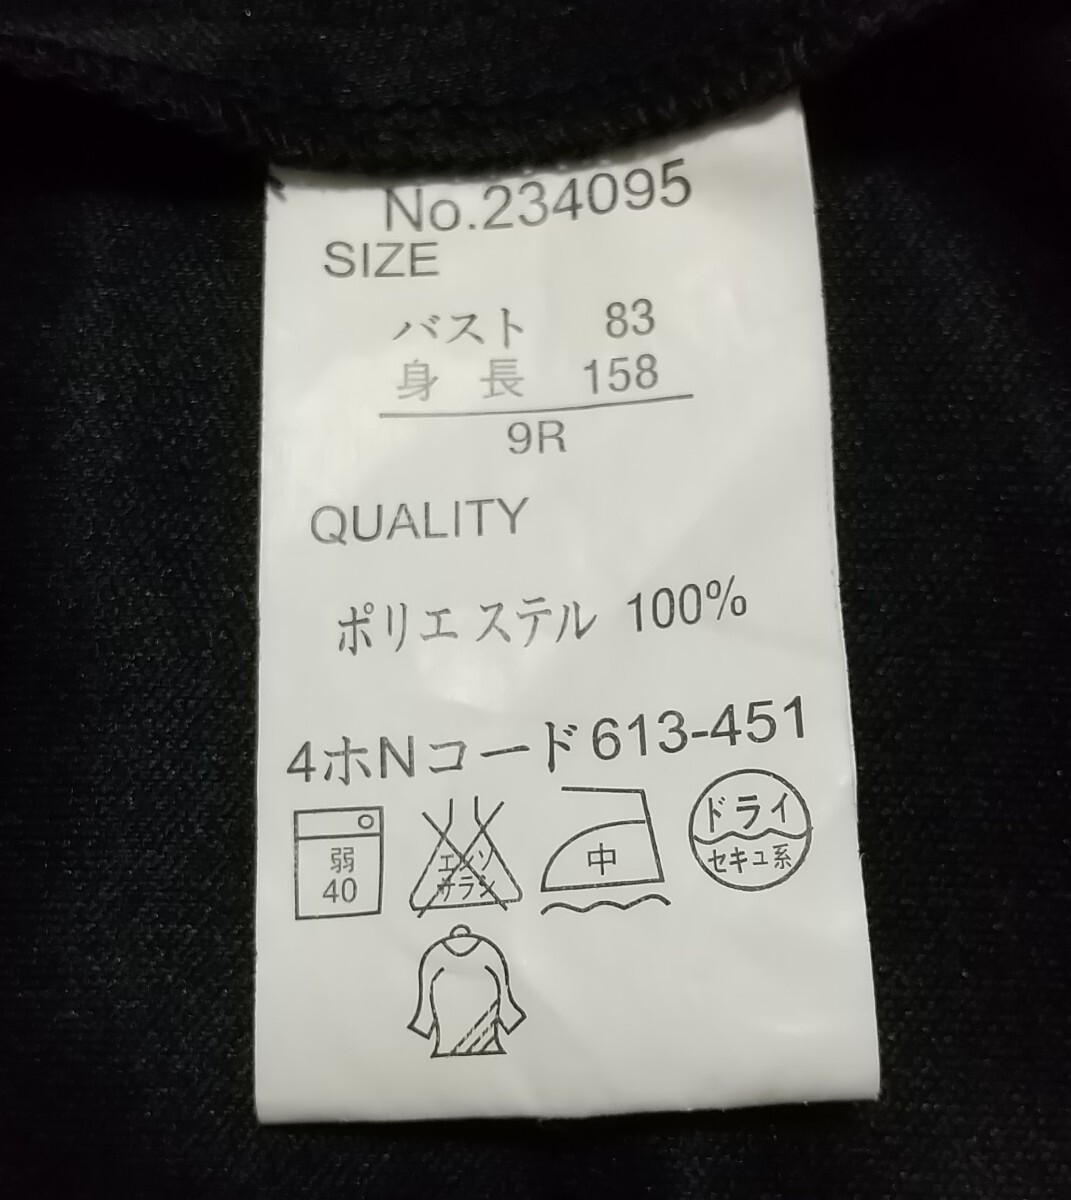 No.234095
SIZE
バスト 83
身長 158
9R
QUALITY
ポリエステル 100%
4ホNコード613-451
弱
40
エンソ
サラシ
中
ドライ
セキユ系